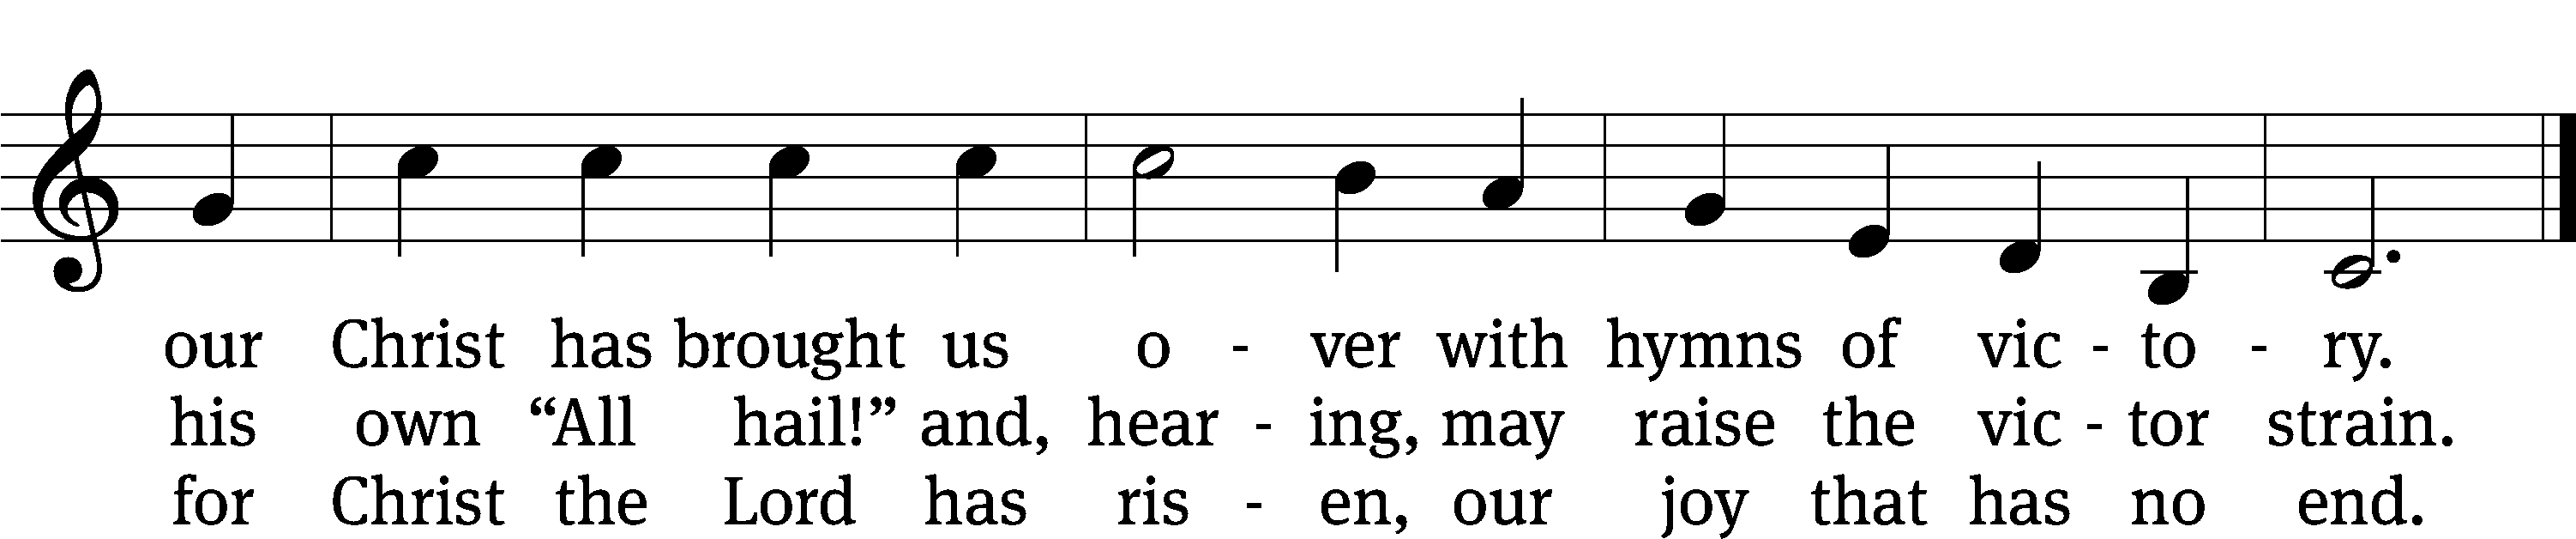 our Christ has brought us o - ver with hymns of vic - to - ry.
his own “All hail!” and, hear - ing, may raise the vic - tor strain.
for Christ the Lord has ris - en, our joy that has no end.